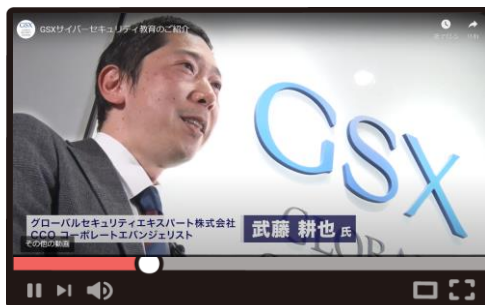 GSXサイバーセキュリティ教育のご紹介
GSX
グローバルセキュリティエキスパート株式会社
CCO コーポレートエバンジェリスト
武藤 耕也 氏
その他の動画
GLOBAL